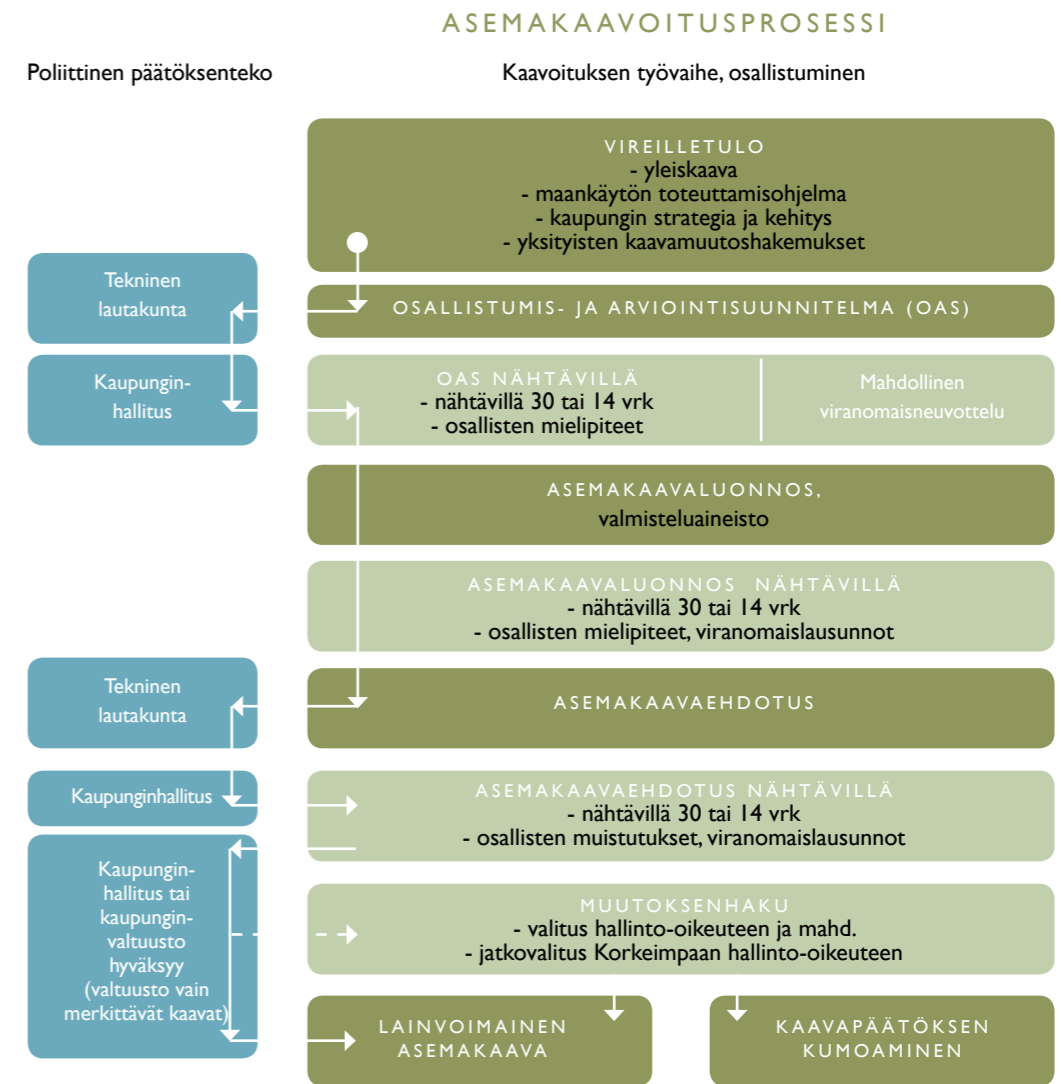 ASEMAKAAVOITUSPROSESSI
Poliittinen päätöksenteko
Kaavoituksen työvaihe, osallistuminen
VIREILLETULO
- yleiskaava
- maankäytön toteuttamisohjelma
- kaupungin strategia ja kehitys
- yksityisten kaavamuutoshakemukset
Tekninen
lautakunta
OSALLISTUMIS- JA ARVIOINTISUUNNITELMA (OAS)
Kaupungin-
hallitus
OAS NÄHTÄVILLÄ
- nähtävillä 30 tai 14 vrk
- osallisten mielipiteet
Mahdollinen
viranomaisneuvottelu
ASEMAKAAVALUONNOS,
valmisteluaineisto
ASEMAKAAVALUONNOS NÄHTÄVILLÄ
- nähtävillä 30 tai 14 vrk
- osallisten mielipiteet, viranomaislausunnot
Tekninen
lautakunta
ASEMAKAAVAEHDOTUS
Kaupunginhallitus
ASEMAKAAVAEHDOTUS NÄHTÄVILLÄ
- nähtävillä 30 tai 14 vrk
- osallisten muistutukset, viranomaislausunnot
Kaupungin-
hallitus tai
kaupungin-
valtuusto
hyväksyy
(valtuusto vain
merkittävät kaavat)
MUUTOKSENHAKU
- valitus hallinto-oikeuteen ja mahd.
- jatkovalitus Korkeimpaan hallinto-oikeuteen
LAINVOIMAINEN
ASEMAKAAVA
KAAVAPÄÄTÖKSEN
KUMOAMINEN